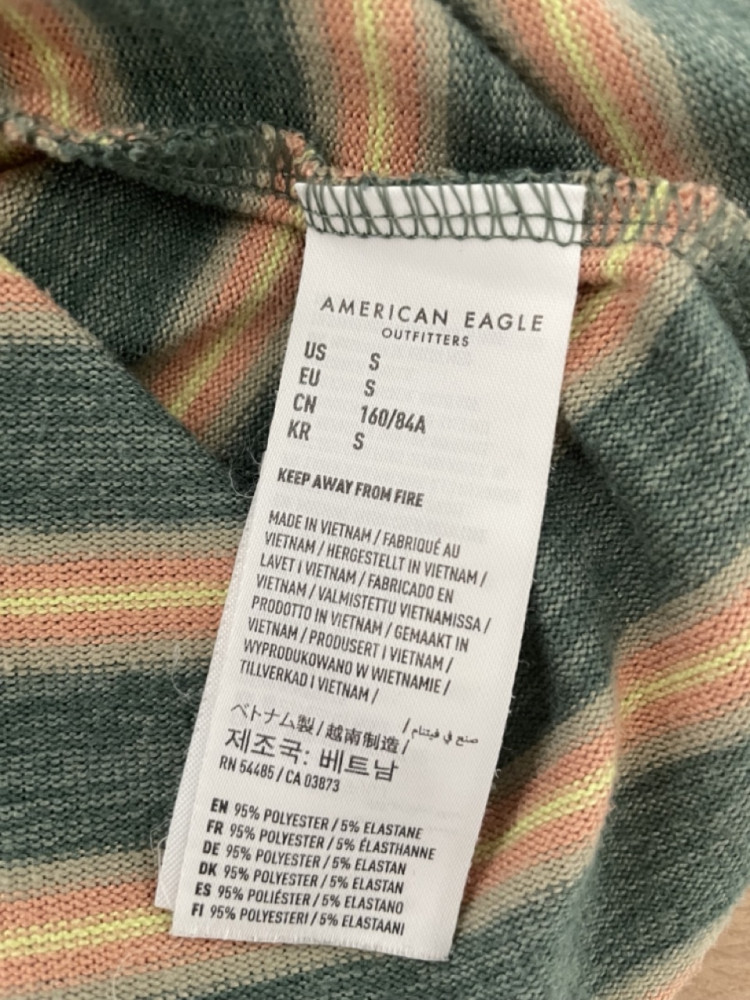 AMERICAN EAGLE
OUTFITTERS
US S
EU S
CN 160/84A
KR S
KEEP AWAY FROM FIRE
MADE IN VIETNAM / FABRIQUÉ AU
VIETNAM / HERGESTELLT IN VIETNAM /
LAVET I VIETNAM / FABRICADO EN
VIETNAM / VALMISTETTU VIETNAMISSA /
PRODOTTO IN VIETNAM / GEMAAKT IN
VIETNAM / PRODUSERT I VIETNAM /
WYPRODUKOWANO W WIETNAMIE /
TILLVERKAD I VIETNAM /
ベトナム製 / 越南制造 / صنع في فيتنام /
제조국: 베트남
RN 54485 / CA 03873
EN 95% POLYESTER / 5% ELASTANE
FR 95% POLYESTER / 5% ÉLASTHANNE
DE 95% POLYESTER / 5% ELASTAN
DK 95% POLYESTER / 5% ELASTAN
ES 95% POLIÉSTER / 5% ELASTANO
FI 95% POLYESTERI / 5% ELASTAANI